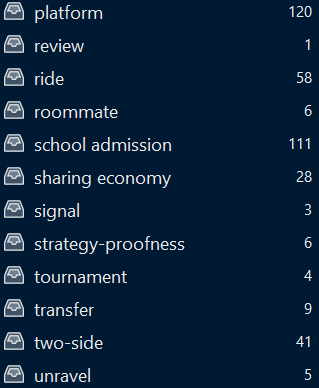 platform 120
review 1
ride 58
roommate 6
school admission 111
sharing economy 28
signal 3
strategy-proofness 6
tournament 4
transfer 9
two-side 41
unravel 5